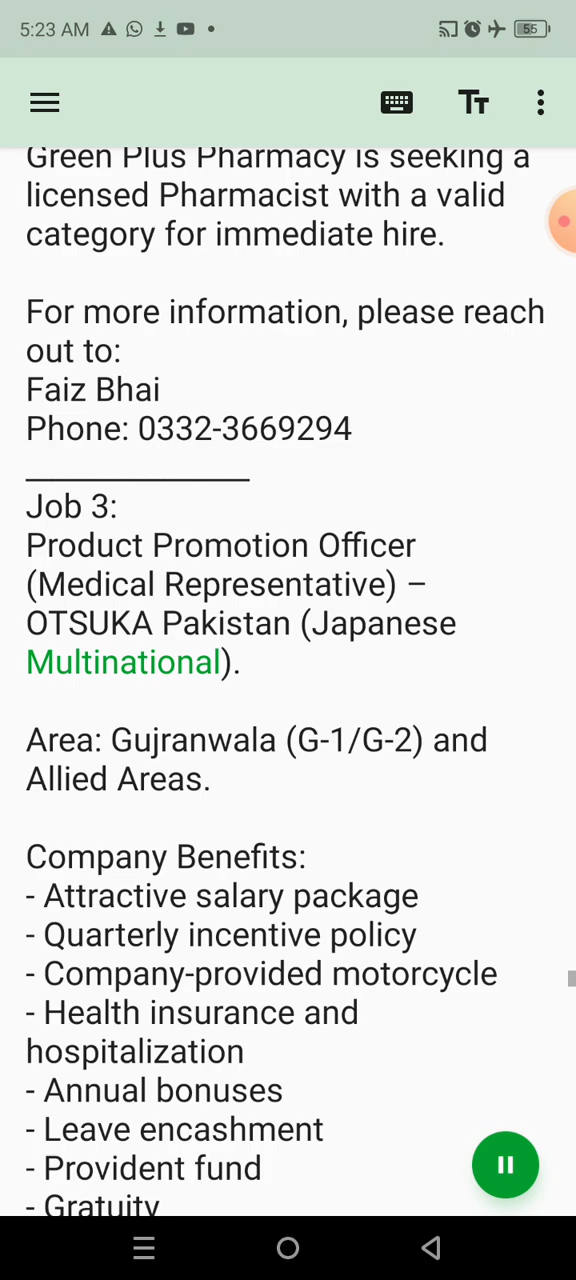 5:23 AM
55
Tт
Green Plus Pharmacy is seeking a
licensed Pharmacist with a valid
category for immediate hire.
For more information, please reach
out to:
Faiz Bhai
Phone: 0332-3669294
________________
Job 3:
Product Promotion Officer
(Medical Representative) –
OTSUKA Pakistan (Japanese
Multinational).
Area: Gujranwala (G-1/G-2) and
Allied Areas.
Company Benefits:
- Attractive salary package
- Quarterly incentive policy
- Company-provided motorcycle
- Health insurance and
hospitalization
- Annual bonuses
- Leave encashment
- Provident fund
- Gratuity